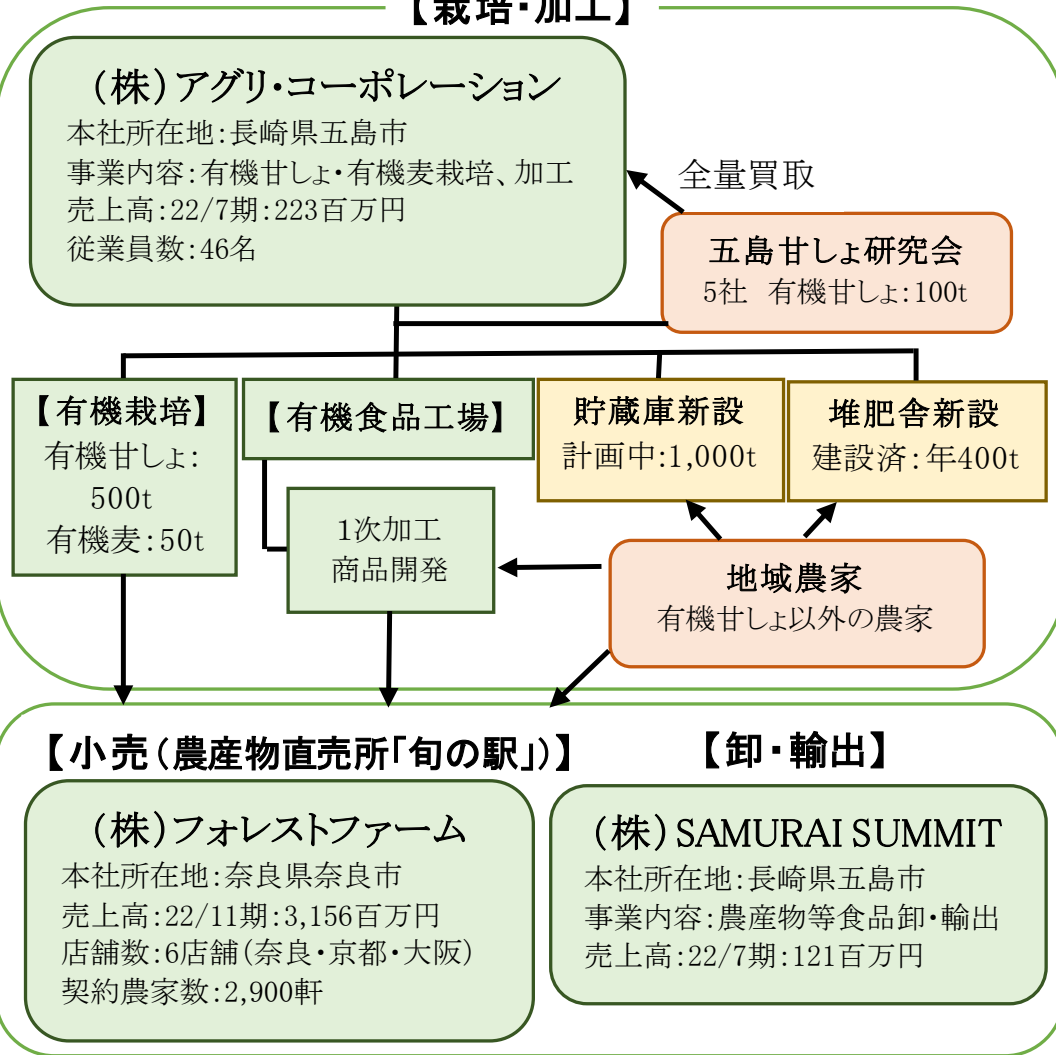 【栽培・加工】
（株）アグリ・コーポレーション
本社所在地：長崎県五島市
事業内容：有機甘しょ・有機麦栽培、加工
売上高：22/7期：223百万円
従業員数：46名
全量買取
五島甘しょ研究会
5社　有機甘しょ：100t
【有機栽培】
有機甘しょ：
500t
有機麦：50t
【有機食品工場】
1次加工
商品開発
貯蔵庫新設
計画中：1,000t
堆肥舎新設
建設済：年400t
地域農家
有機甘しょ以外の農家
【小売（農産物直売所「旬の駅」）】
（株）フォレストファーム
本社所在地：奈良県奈良市
売上高：22/11期：3,156百万円
店舗数：6店舗（奈良・京都・大阪）
契約農家数：2,900軒
【卸・輸出】
（株）SAMURAI SUMMIT
本社所在地：長崎県五島市
事業内容：農産物等食品卸・輸出
売上高：22/7期：121百万円